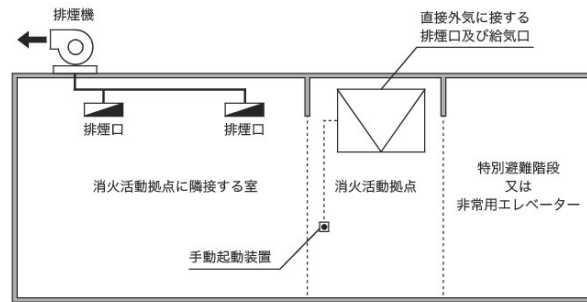 排煙機
直接外気に接する
排煙口及び給気口
排煙口
排煙口
消火活動拠点に隣接する室
消火活動拠点
特別避難階段
又は
非常用エレベーター
手動起動装置